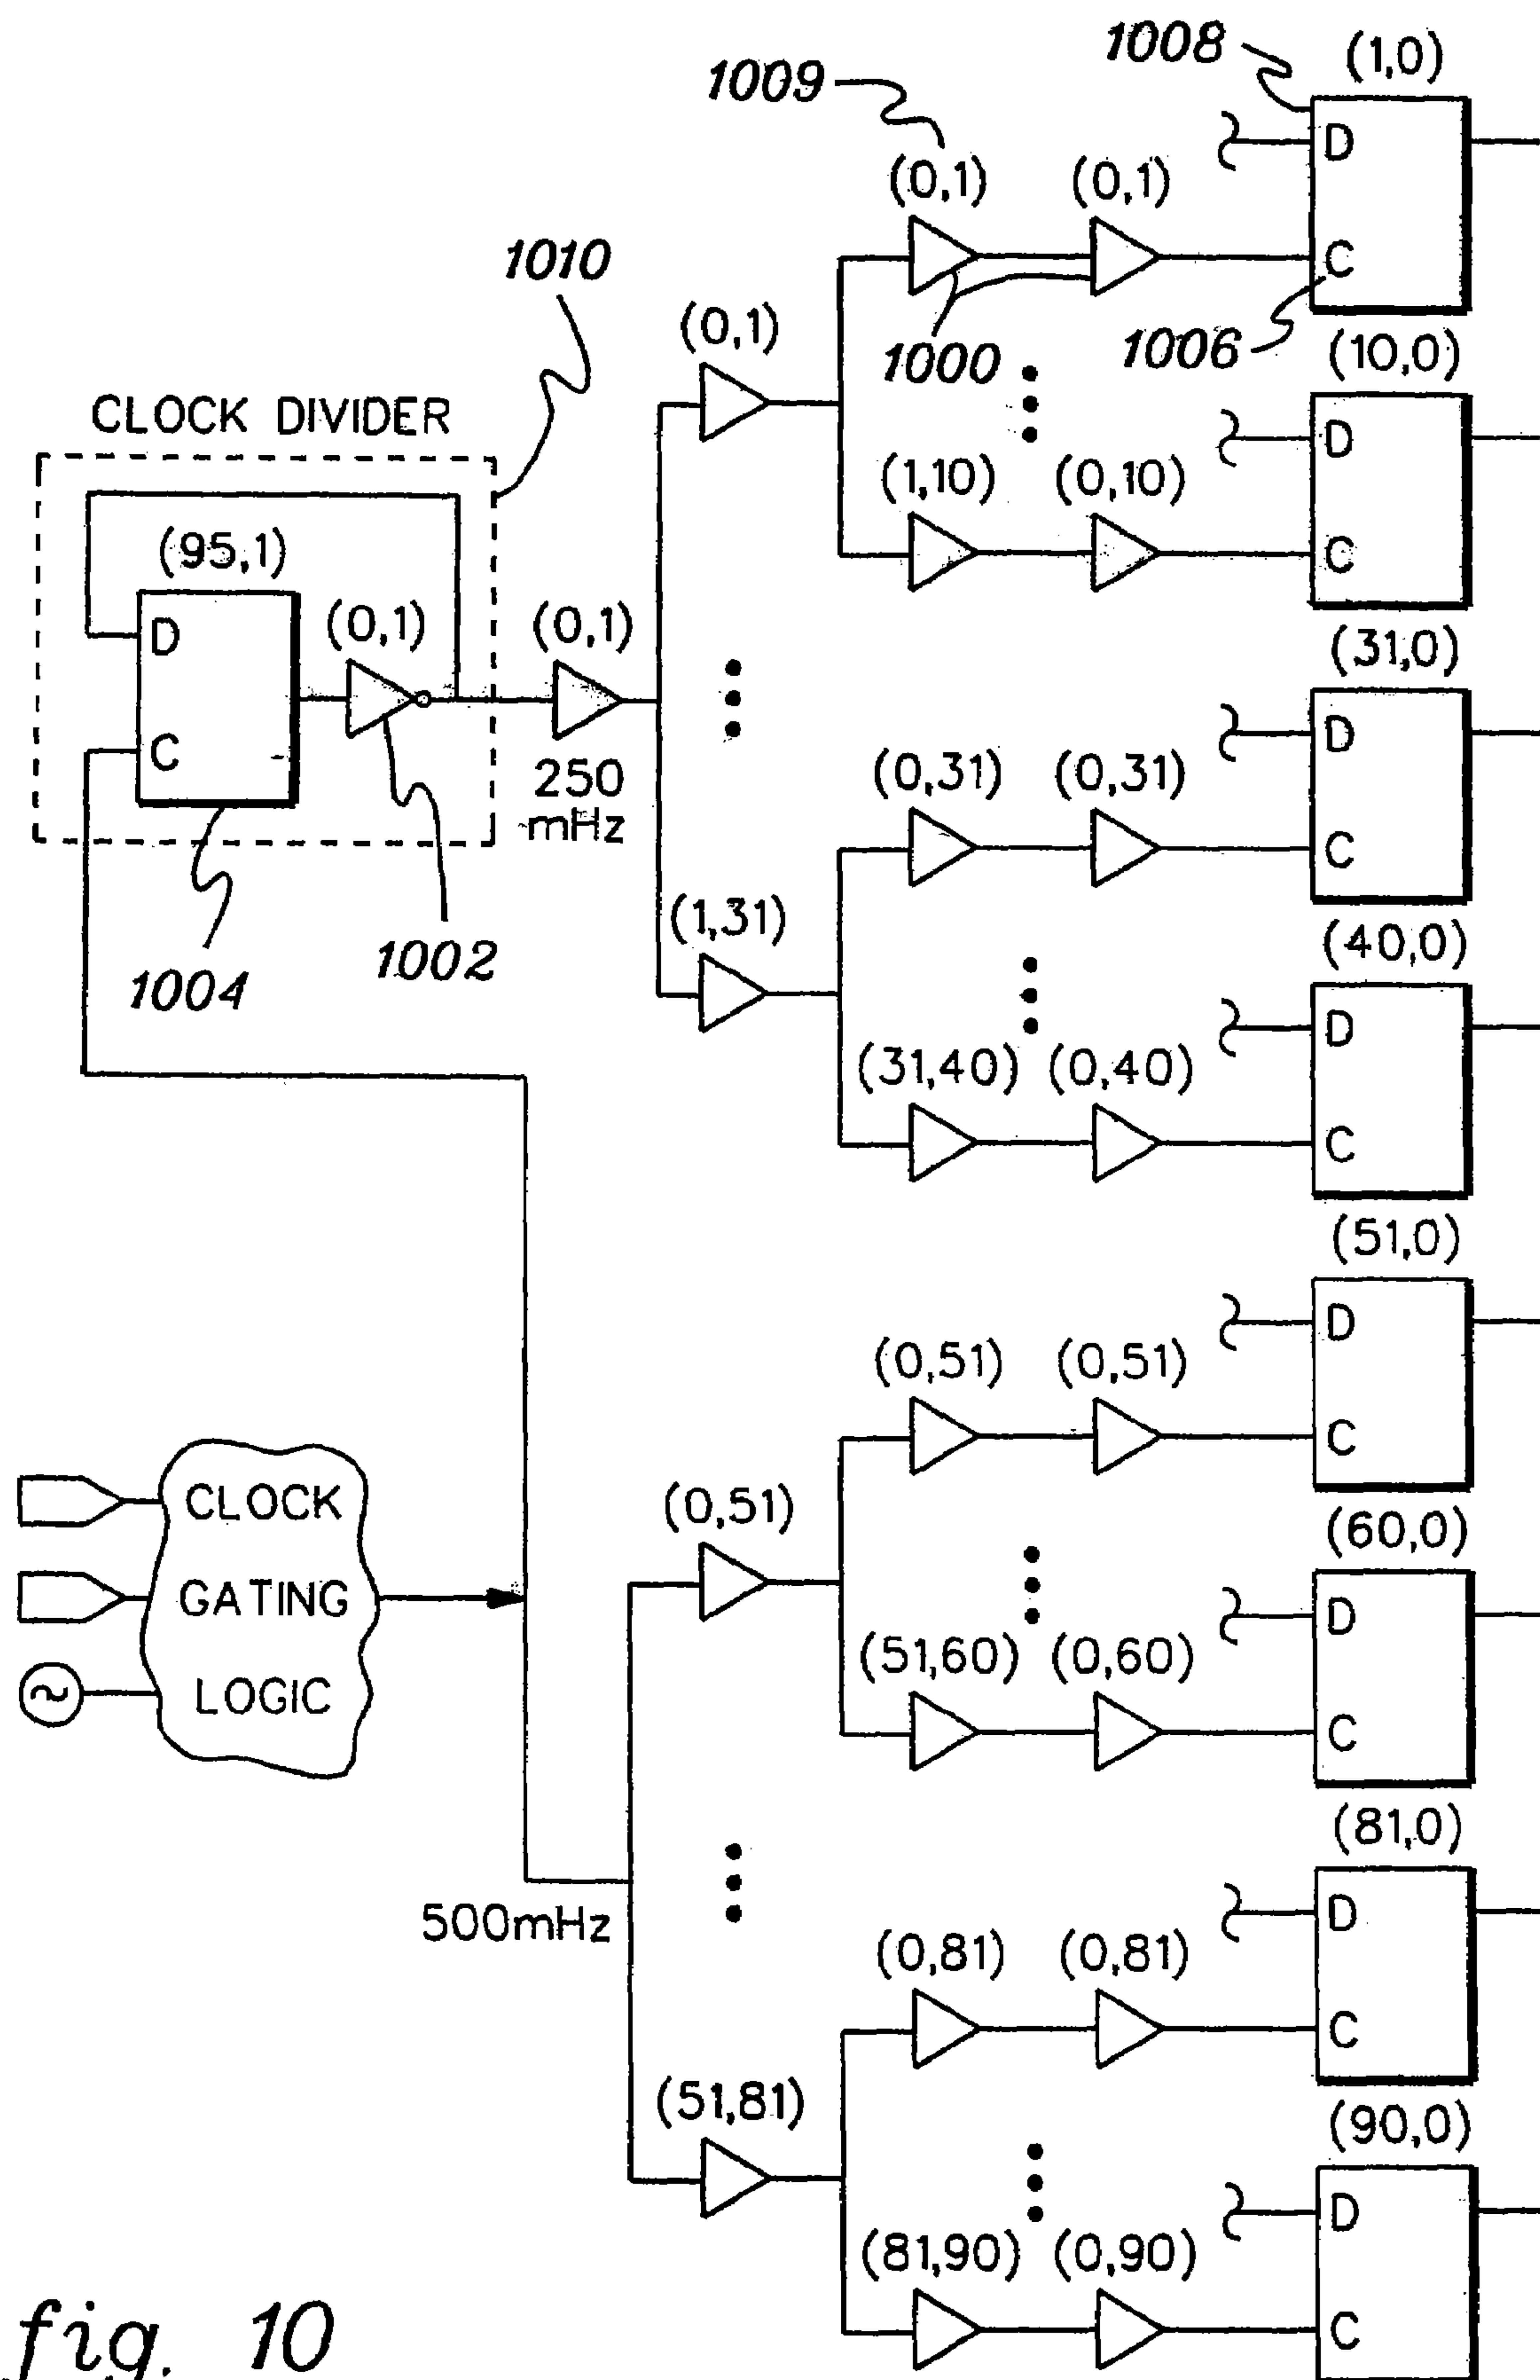 1008 (1,0)
1009
D
(0,1) (0,1)
1010
C
(0,1)
1000 1006 (10,0)
CLOCK DIVIDER
D
(1,10) (0,10)
(95,1)
C
D
(0,1) (0,1)
(31,0)
D
C
250
mHz
(0,31) (0,31)
C
(1,31)
1004 1002
(40,0)
D
(31,40) (0,40)
C
(51,0)
D
(0,51) (0,51)
C
CLOCK
(0,51)
(60,0)
GATING
D
(51,60) (0,60)
LOGIC
C
(81,0)
500mHz
D
(0,81) (0,81)
C
(51,81)
(90,0)
D
(81,90) (0,90)
C
fig. 10